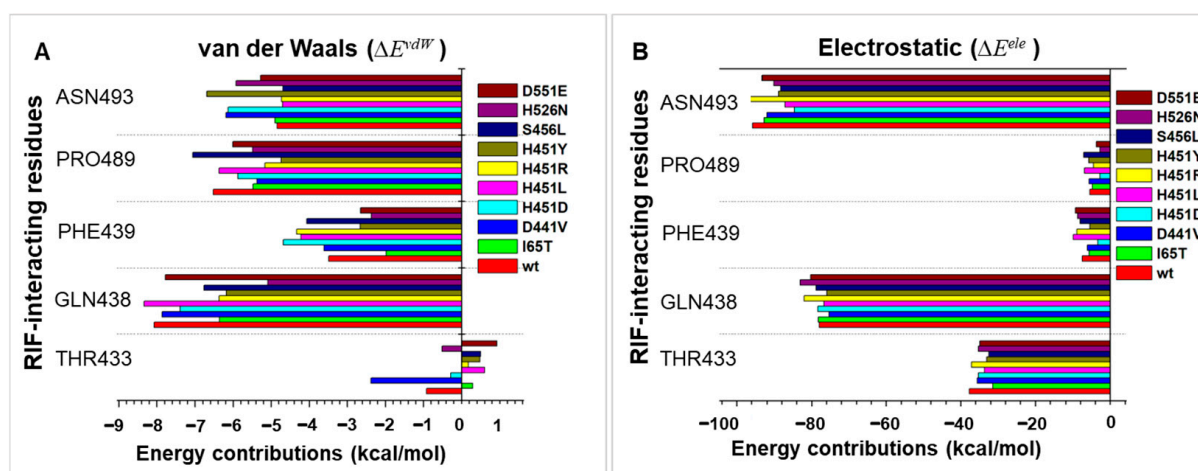 A
van der Waals (ΔE^vdW)
RIF-interacting residues
ASN493
PRO489
PHE439
GLN438
THR433
D551E
H526N
S456L
H451Y
H451R
H451L
H451D
D441V
I65T
wt
−9 −8 −7 −6 −5 −4 −3 −2 −1 0 1
Energy contributions (kcal/mol)
B
Electrostatic (ΔE^ele)
RIF-interacting residues
ASN493
PRO489
PHE439
GLN438
THR433
D551E
H526N
S456L
H451Y
H451R
H451L
H451D
D441V
I65T
wt
−100 −80 −60 −40 −20 0
Energy contributions (kcal/mol)